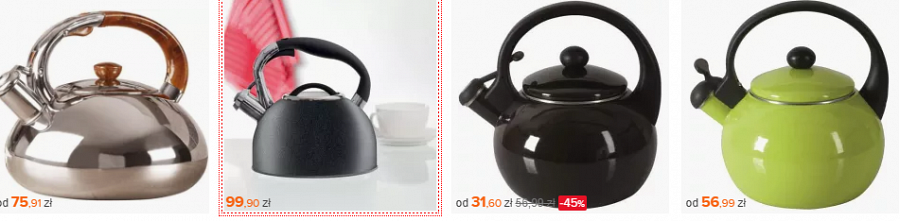 od 75,91 zł
99,90 zł
od 31,60 zł 56,99 zł -45%
od 56,99 zł